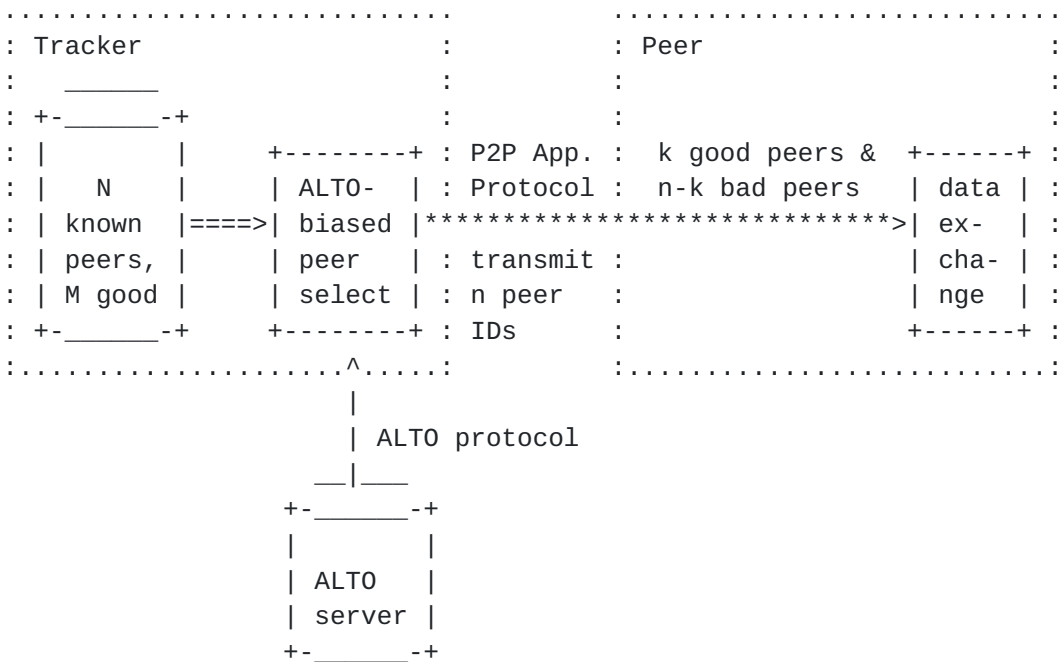 Tracker
Peer
N known peers, M good
ALTO-biased peer select
P2P App. Protocol
transmit n peer IDs
k good peers & n-k bad peers
data ex-cha-nge
ALTO protocol
ALTO server